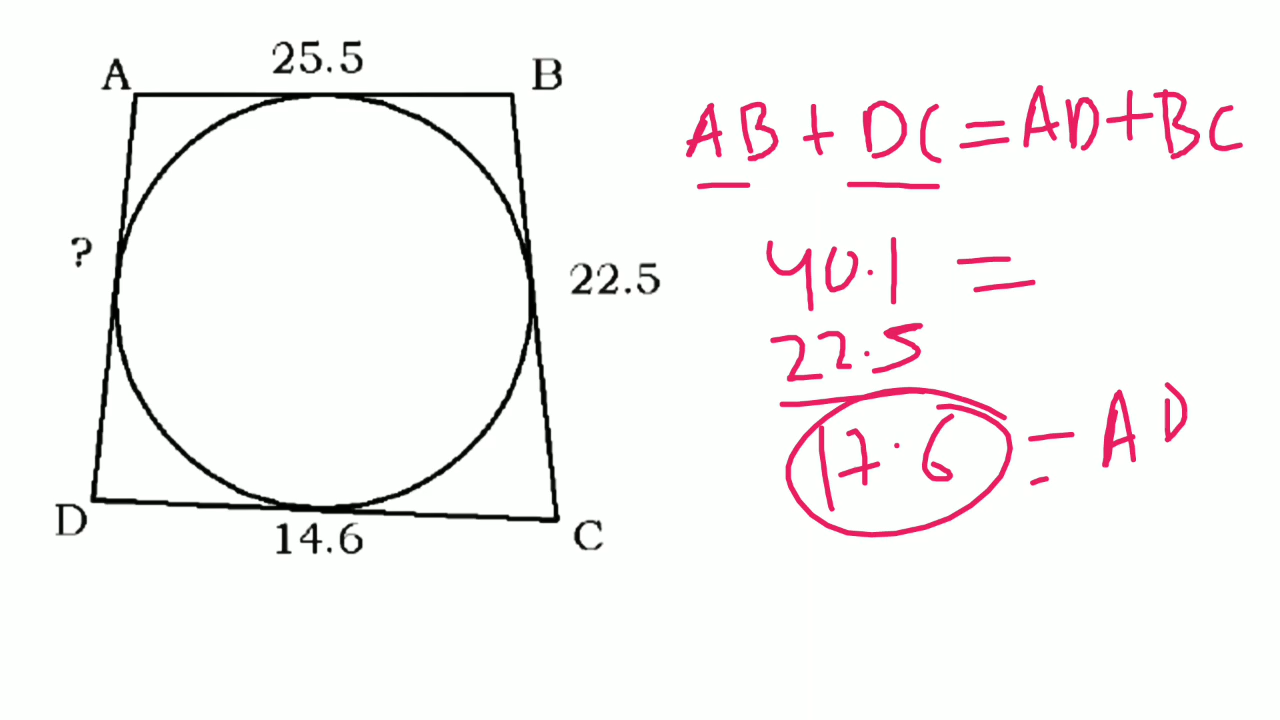 25.5
A
B
?
22.5
D
14.6
C
AB + DC = AD + BC
40.1 =
22.5
17.6 = AD